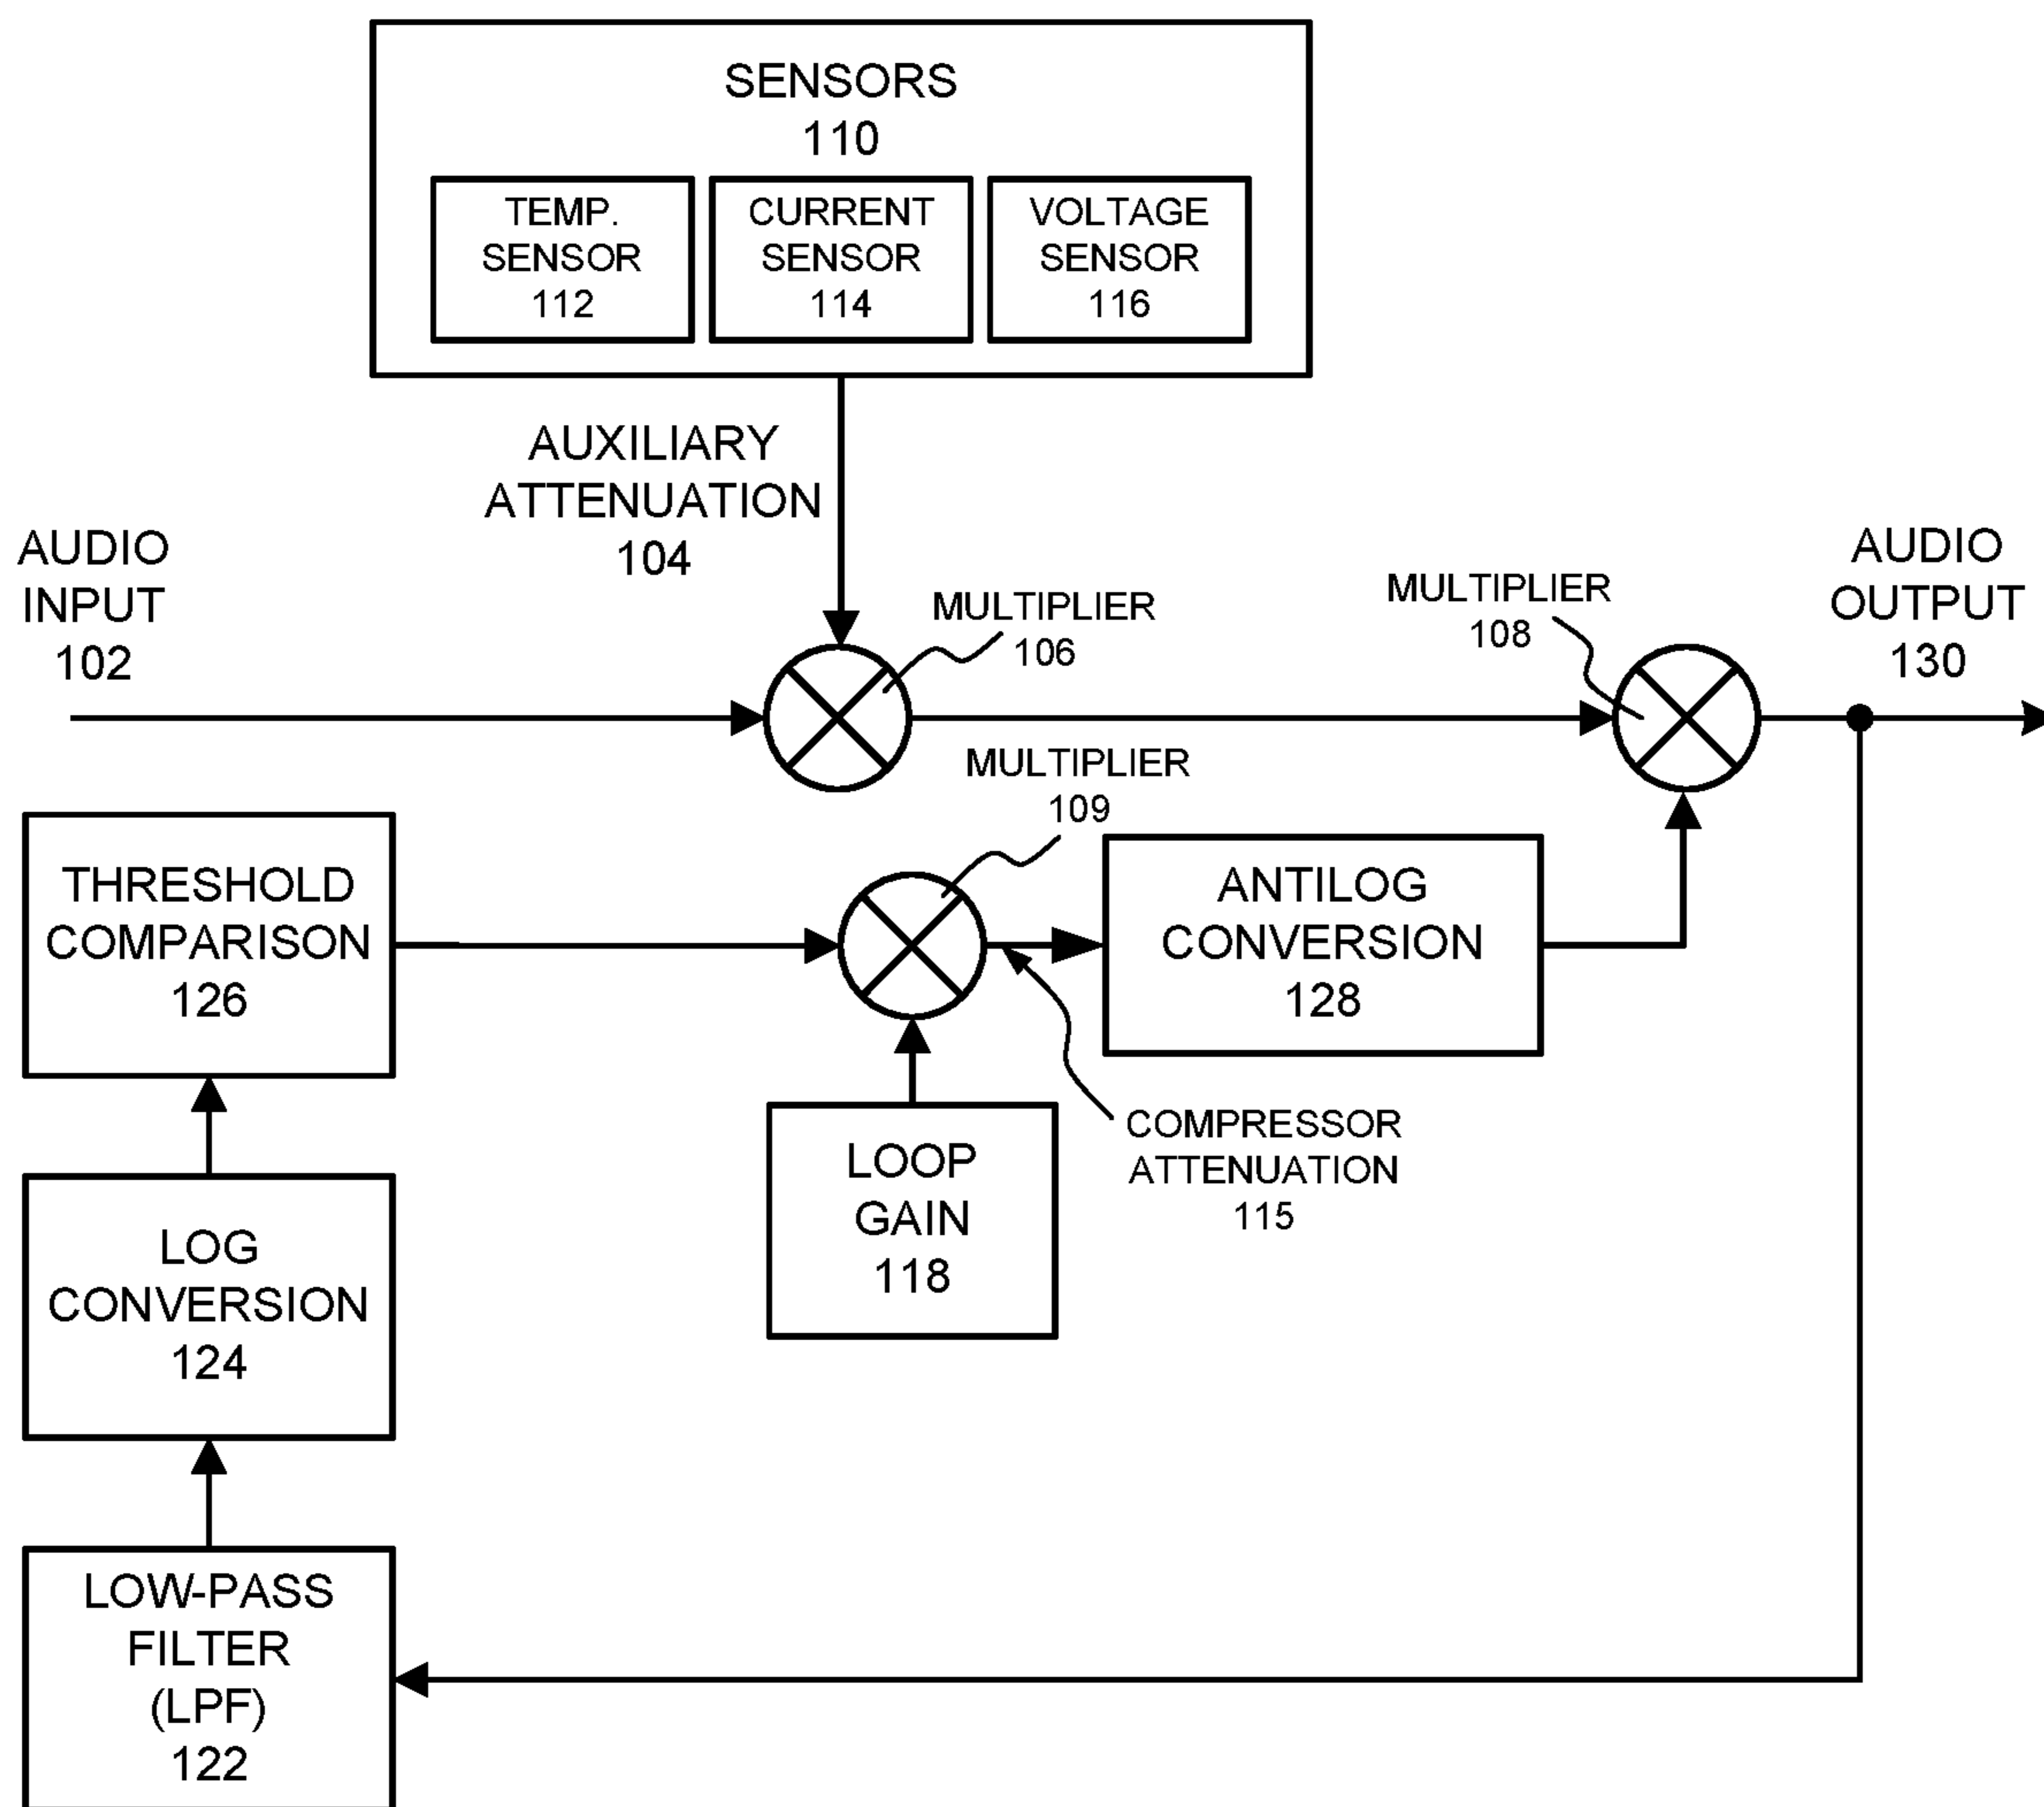 SENSORS
110
TEMP.
SENSOR
112
CURRENT
SENSOR
114
VOLTAGE
SENSOR
116
AUXILIARY
ATTENUATION
104
AUDIO
INPUT
102
MULTIPLIER
106
MULTIPLIER
108
AUDIO
OUTPUT
130
MULTIPLIER
109
THRESHOLD
COMPARISON
126
ANTILOG
CONVERSION
128
LOOP
GAIN
118
COMPRESSOR
ATTENUATION
115
LOG
CONVERSION
124
LOW-PASS
FILTER
(LPF)
122